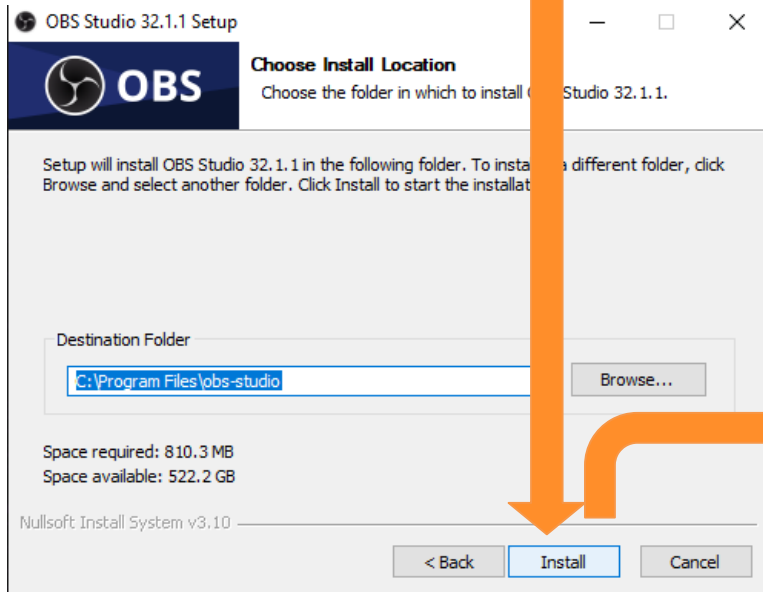 OBS Studio 32.1.1 Setup
OBS
Choose Install Location
Choose the folder in which to install Studio 32.1.1.
Setup will install OBS Studio 32.1.1 in the following folder. To a different folder, click
Browse and select another folder. Click Install to start the
Destination Folder
C:\Program Files\obs-studio
Browse...
Space required: 810.3 MB
Space available: 522.2 GB
Nullsoft Install System v3.10
< Back
Install
Cancel